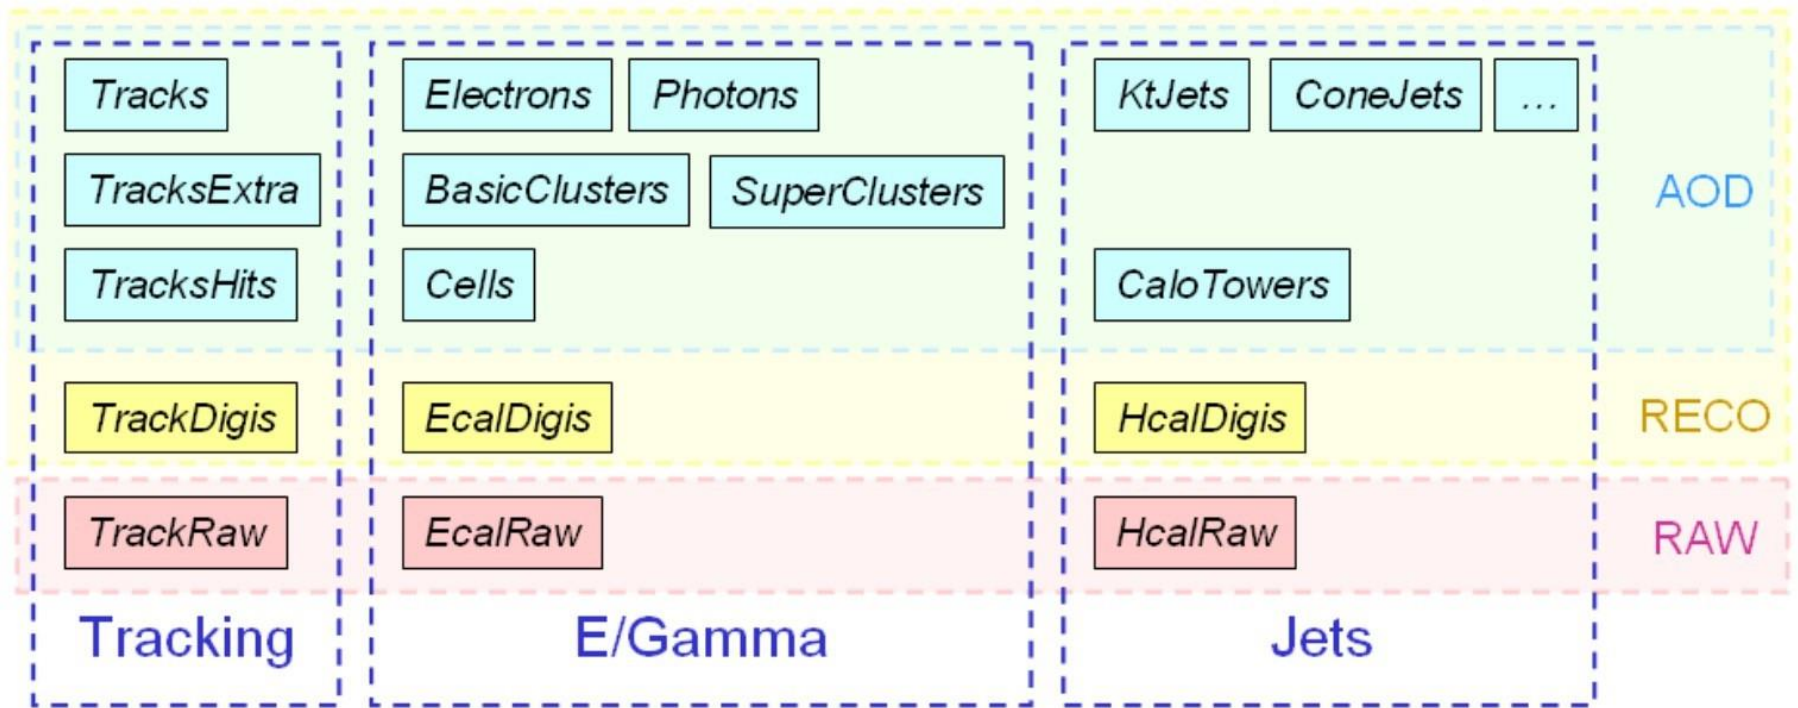 Tracks Electrons Photons KtJets ConeJets ...
TracksExtra BasicClusters SuperClusters AOD
TracksHits Cells CaloTowers
TrackDigis EcalDigis HcalDigis RECO
TrackRaw EcalRaw HcalRaw RAW
Tracking E/Gamma Jets